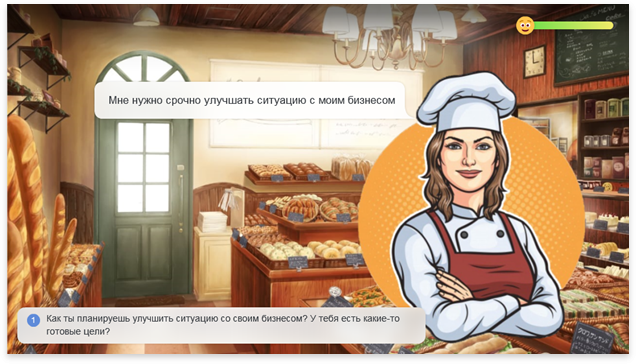 Мне нужно срочно улучшать ситуацию с моим бизнесом
1
Как ты планируешь улучшить ситуацию со своим бизнесом? У тебя есть какие-то
готовые цели?